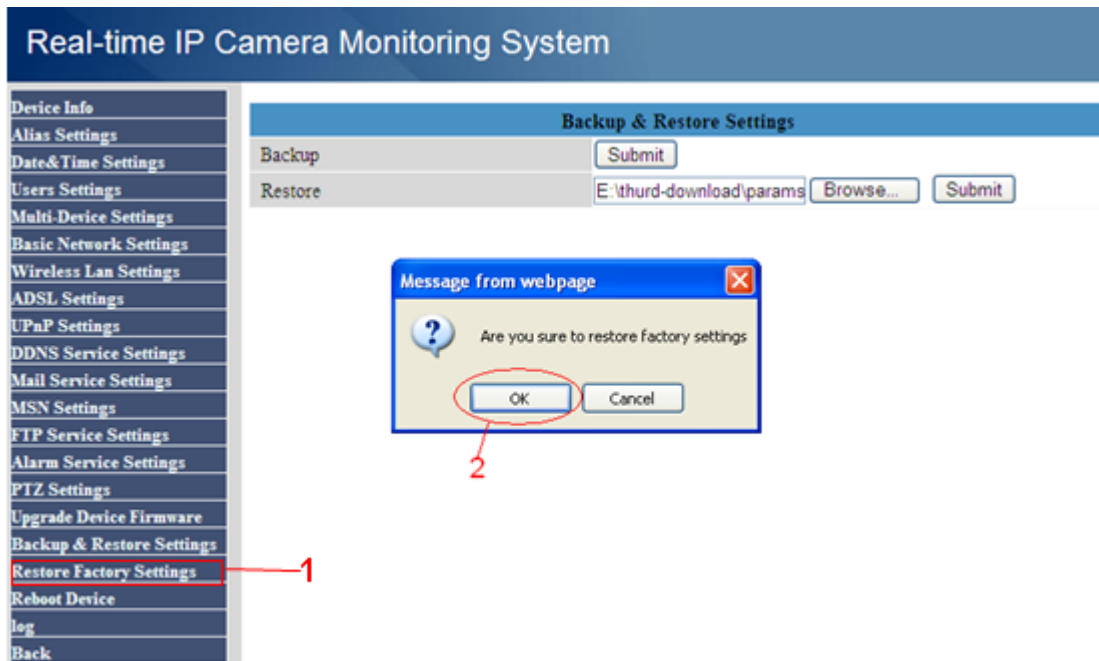 Real-time IP Camera Monitoring System
Device Info
Alias Settings
Date&Time Settings
Users Settings
Multi-Device Settings
Basic Network Settings
Wireless Lan Settings
ADSL Settings
UPnP Settings
DDNS Service Settings
Mail Service Settings
MSN Settings
FTP Service Settings
Alarm Service Settings
PTZ Settings
Upgrade Device Firmware
Backup & Restore Settings
Restore Factory Settings
Reboot Device
log
Back
1
Backup & Restore Settings
Backup Submit
Restore E:\thurd-download\params Browse... Submit
Message from webpage
Are you sure to restore factory settings
OK Cancel
2